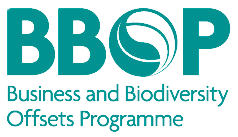 BBOP
Business and Biodiversity
Offsets Programme